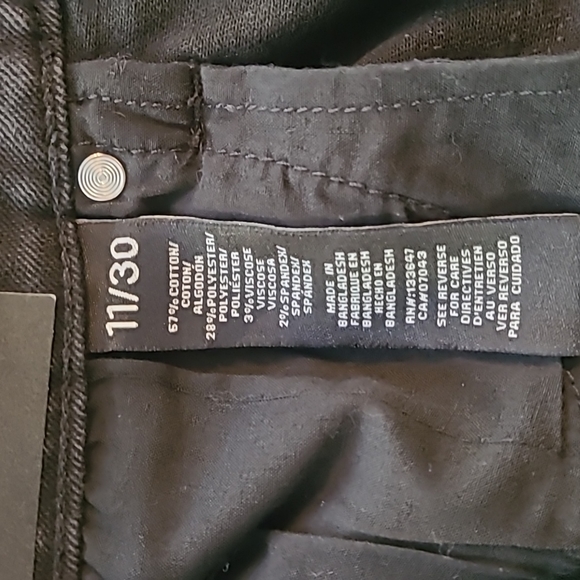 11/30
67% COTTON/
COTON/
ALGODÓN
28% POLYESTER/
POLYESTER/
POLIÉSTER
3% VISCOSE
VISCOSE
VISCOSA
2% SPANDEX/
SPANDEX/
SPANDEX
MADE IN
BANGLADESH
FABRIQUE EN
BANGLADESH
HECHO EN
BANGLADESH
RN#133647
CA#07043
SEE REVERSE
FOR CARE
DIRECTIVES
D'ENTRETIEN
AU VERSO
VER REVERSO
PARA CUIDADO